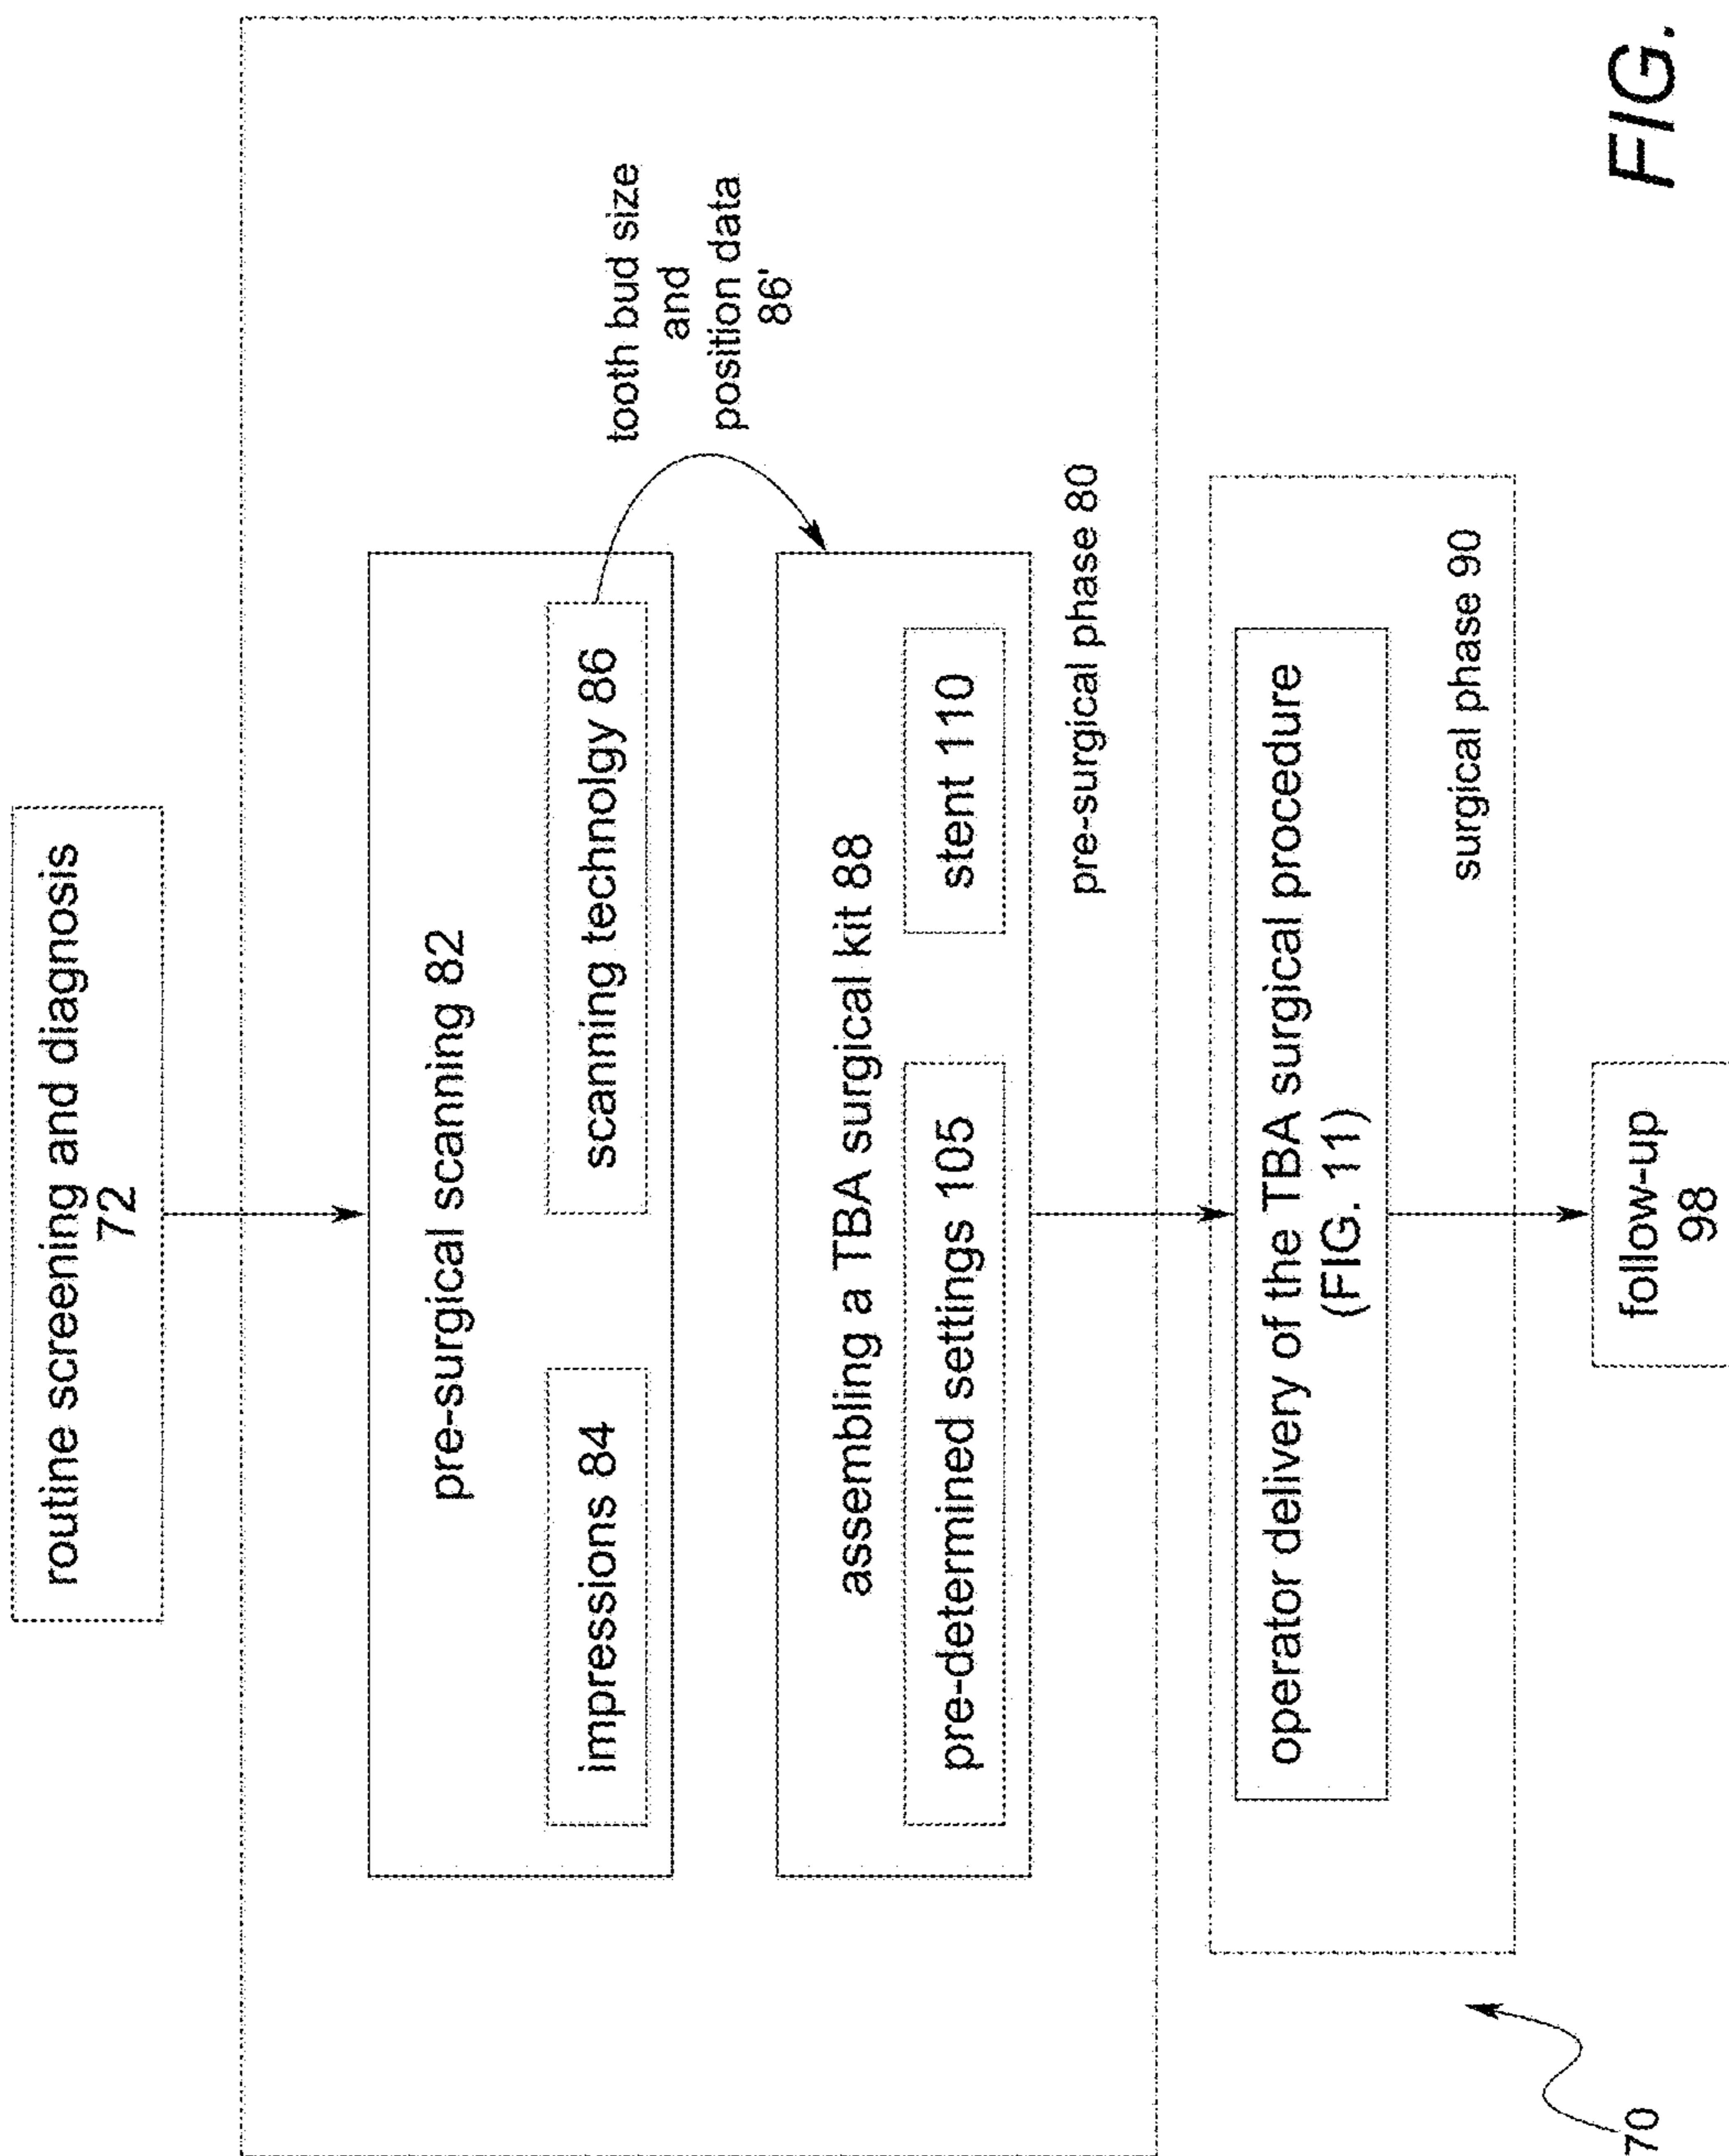 routine screening and diagnosis
72
pre-surgical scanning 82
impressions 84
scanning technolgy 86
tooth bud size
and
position data
86'
assembling a TBA surgical kit 88
pre-determined settings 105
stent 110
pre-surgical phase 80
operator delivery of the TBA surgical procedure
(FIG. 11)
surgical phase 90
follow-up
98
70
FIG.